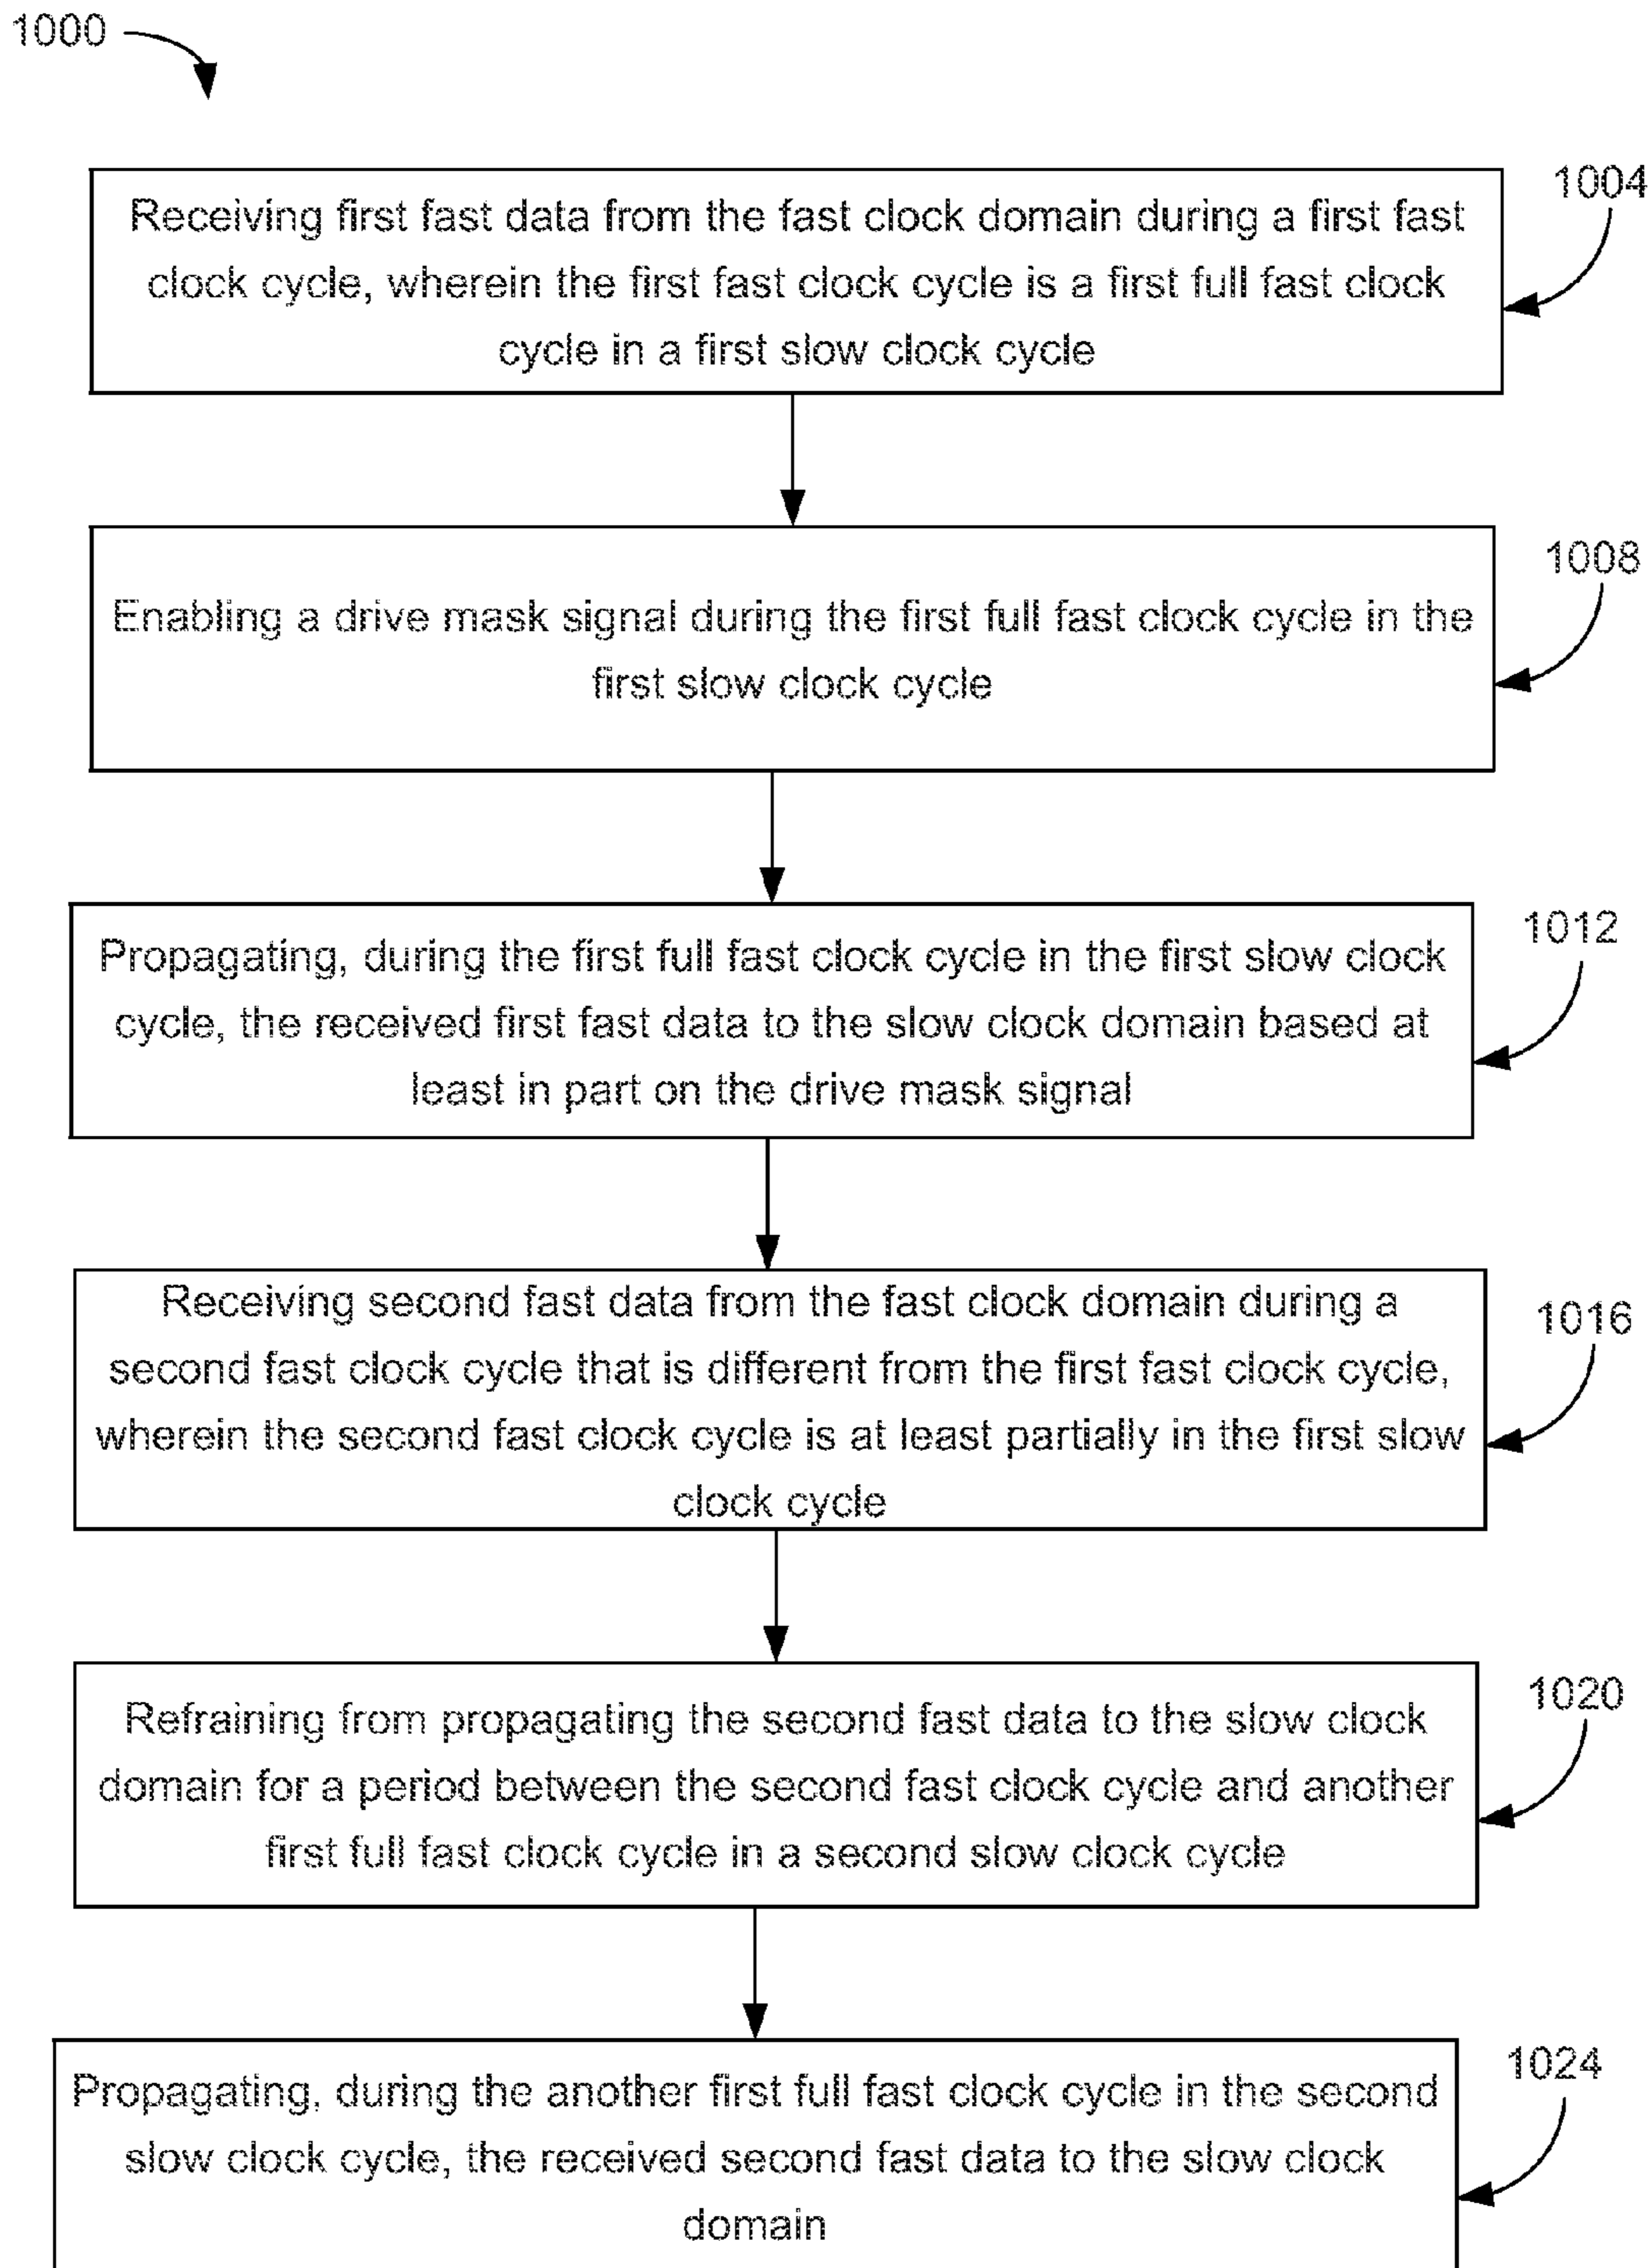 1000
1004
Receiving first fast data from the fast clock domain during a first fast
clock cycle, wherein the first fast clock cycle is a first full fast clock
cycle in a first slow clock cycle
1008
Enabling a drive mask signal during the first full fast clock cycle in the
first slow clock cycle
1012
Propagating, during the first full fast clock cycle in the first slow clock
cycle, the received first fast data to the slow clock domain based at
least in part on the drive mask signal
1016
Receiving second fast data from the fast clock domain during a
second fast clock cycle that is different from the first fast clock cycle,
wherein the second fast clock cycle is at least partially in the first slow
clock cycle
1020
Refraining from propagating the second fast data to the slow clock
domain for a period between the second fast clock cycle and another
first full fast clock cycle in a second slow clock cycle
1024
Propagating, during the another first full fast clock cycle in the second
slow clock cycle, the received second fast data to the slow clock
domain